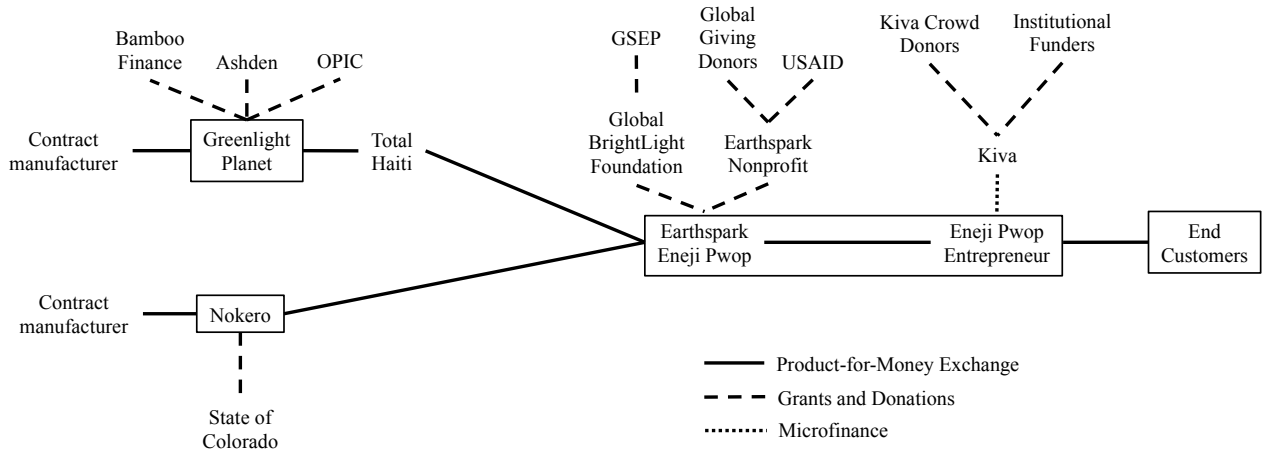 Bamboo
Finance
Ashden
OPIC
GSEP
Global
Giving
Donors
USAID
Kiva Crowd
Donors
Institutional
Funders
Contract
manufacturer
Greenlight
Planet
Total
Haiti
Global
BrightLight
Foundation
Earthspark
Nonprofit
Kiva
Earthspark
Eneji Pwop
Eneji Pwop
Entrepreneur
End
Customers
Contract
manufacturer
Nokero
State of
Colorado
Product-for-Money Exchange
Grants and Donations
Microfinance